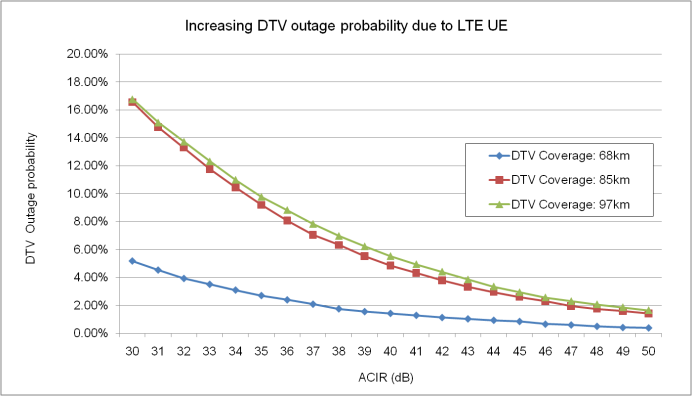 Increasing DTV outage probability due to LTE UE
20.00%
18.00%
16.00%
14.00%
12.00%
10.00%
8.00%
6.00%
4.00%
2.00%
0.00%
DTV Outage probability
DTV Coverage: 68km
DTV Coverage: 85km
DTV Coverage: 97km
30 31 32 33 34 35 36 37 38 39 40 41 42 43 44 45 46 47 48 49 50
ACIR (dB)